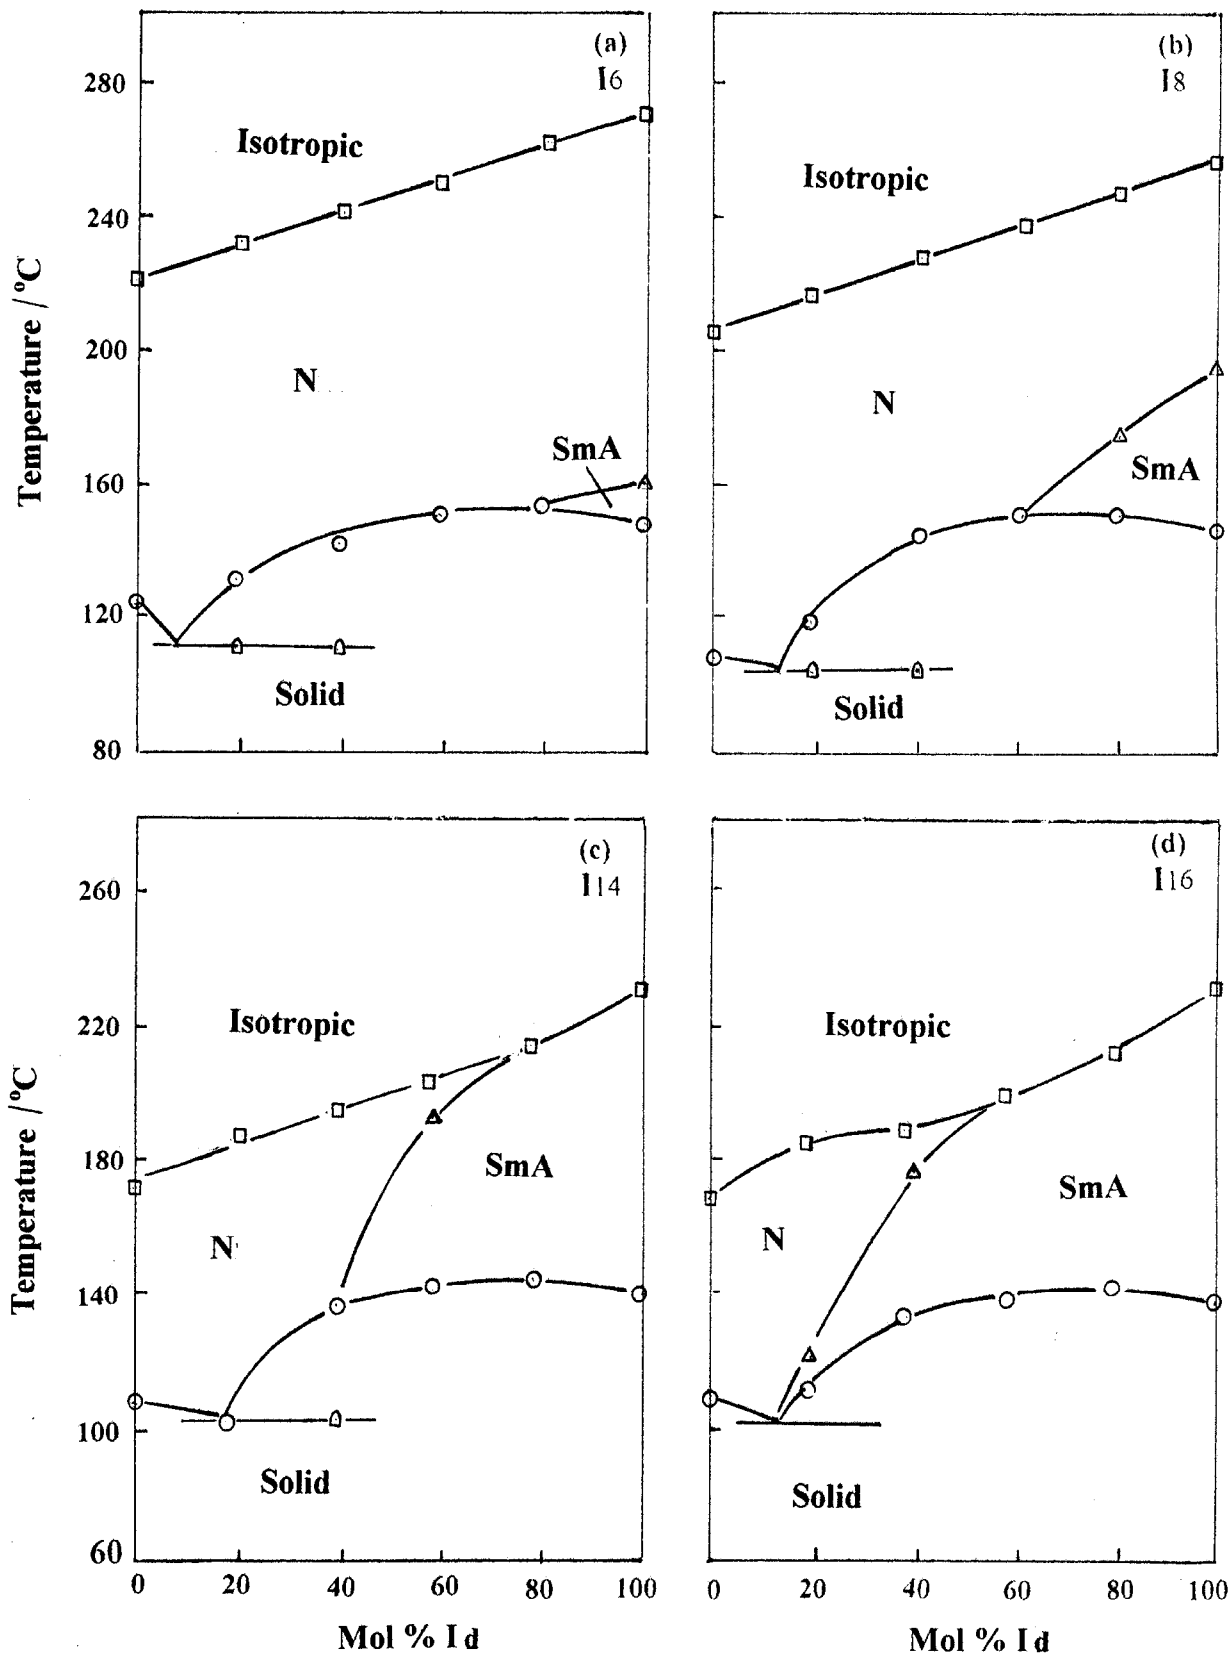 (a)
I6
280
Isotropic
240
200
N
SmA
160
120
Solid
80
Temperature /°C
(b)
I8
Isotropic
N
SmA
Solid
(c)
I14
260
Isotropic
220
180
SmA
N
140
100
Solid
60
0 20 40 60 80 100
Mol % Id
Temperature /°C
(d)
I16
Isotropic
SmA
N
Solid
0 20 40 60 80 100
Mol % Id